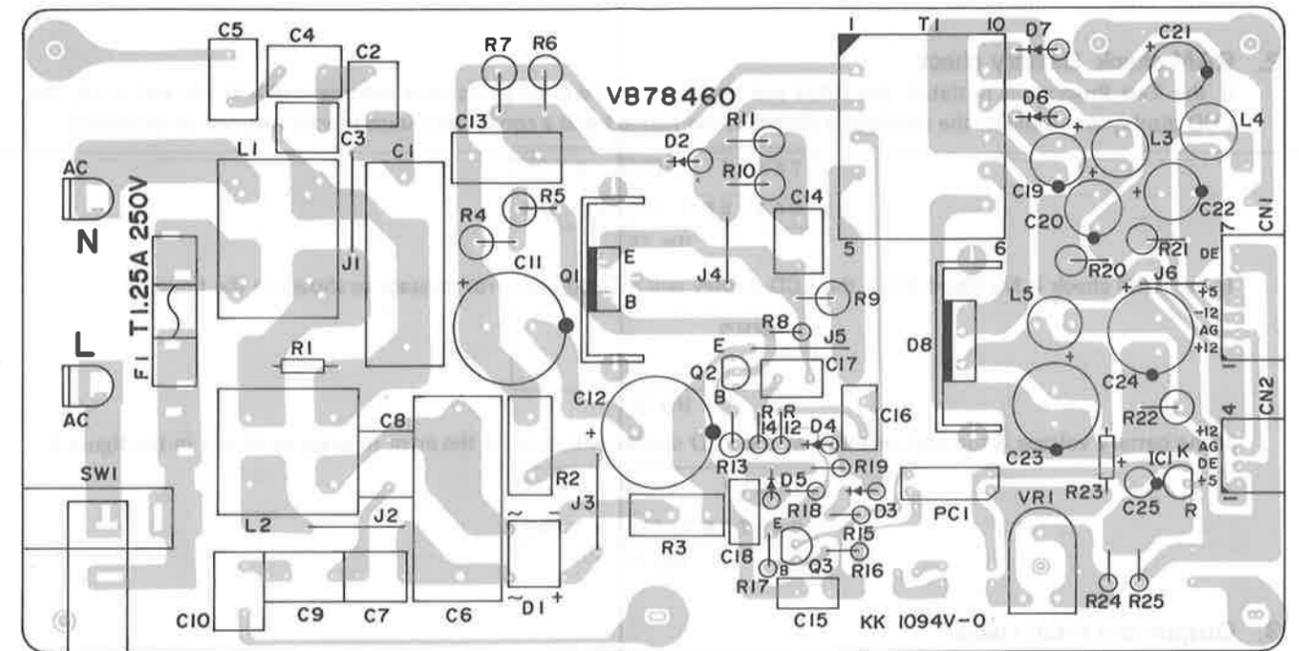 C5
C4
C2
R7 R6
1 T1 10
D7
C21
+
VB78460
D6
+
L4
C13
R11
D2
C3
L1
C1
L3
AC
R10
C19
+
R5
C14
C20
C22
CN1
N
R4
C11
5 6
R21
7
J1
Q1
E
J4
R20
DE
+
B
J6
+5
R9
L5
+
-12
F1 T1.25A 250V
R8
J5
AG
L
R1
E
D8
+12
Q2
C17
+
C24
1
AC
B
C12
C16
R22
CN2
C8
R14 R12
D4
4
+
R13
C23
+12
R19
IC1 K
AG
SW1
R2
D5
+
DE
J3
R18
D3
R23
C25
R
+5
L2
J2
~ -
R3
C18
E
R15
PC1
VR1
1
Q3
R16
R17
B
~ +
D1
R24 R25
C10
C9
C7
C6
C15
KK 1094V-0